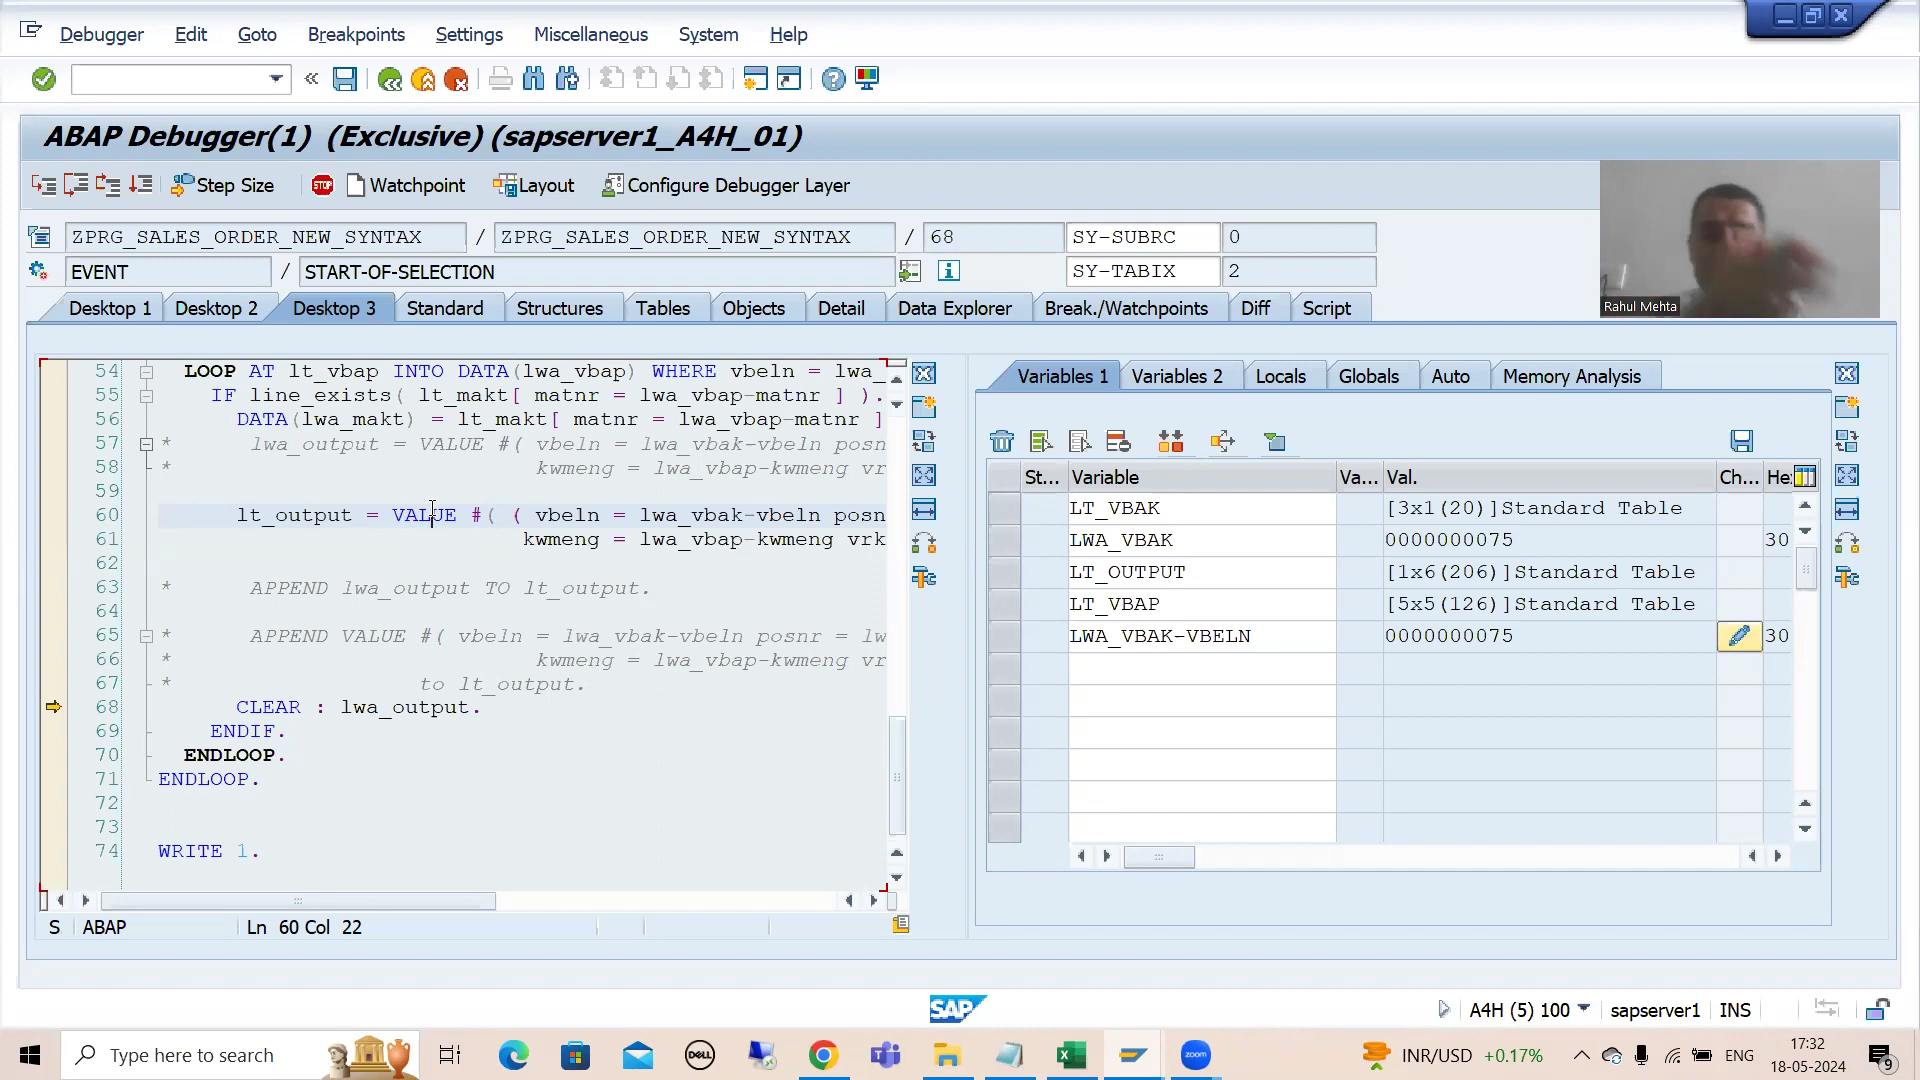 Debugger Edit Goto Breakpoints Settings Miscellaneous System Help
ABAP Debugger(1) (Exclusive) (sapserver1_A4H_01)
Step Size STOP Watchpoint Layout Configure Debugger Layer
ZPRG_SALES_ORDER_NEW_SYNTAX / ZPRG_SALES_ORDER_NEW_SYNTAX / 68 SY-SUBRC 0
EVENT / START-OF-SELECTION SY-TABIX 2
Rahul Mehta
Desktop 1 Desktop 2 Desktop 3 Standard Structures Tables Objects Detail Data Explorer Break./Watchpoints Diff Script
54 LOOP AT lt_vbap INTO DATA(lwa_vbap) WHERE vbeln = lwa_
55 IF line_exists( lt_makt[ matnr = lwa_vbap-matnr ] ).
56 DATA(lwa_makt) = lt_makt[ matnr = lwa_vbap-matnr ]
57 * lwa_output = VALUE #( vbeln = lwa_vbak-vbeln posnr
58 * kwmeng = lwa_vbap-kwmeng vr
59
60 lt_output = VALUE #( ( vbeln = lwa_vbak-vbeln posn
61 kwmeng = lwa_vbap-kwmeng vrk
62
63 * APPEND lwa_output TO lt_output.
64
65 * APPEND VALUE #( vbeln = lwa_vbak-vbeln posnr = lw
66 * kwmeng = lwa_vbap-kwmeng vr
67 * to lt_output.
68 CLEAR : lwa_output.
69 ENDIF.
70 ENDLOOP.
71 ENDLOOP.
72
73
74 WRITE 1.
S ABAP Ln 60 Col 22
Variables 1 Variables 2 Locals Globals Auto Memory Analysis
St... Variable Va... Val. Ch... He
LT_VBAK [3x1(20)]Standard Table
LWA_VBAK 0000000075 30
LT_OUTPUT [1x6(206)]Standard Table
LT_VBAP [5x5(126)]Standard Table
LWA_VBAK-VBELN 0000000075 30
SAP
A4H (5) 100 sapserver1 INS
Type here to search
DELL
zoom
INR/USD +0.17%
ENG
17:32
18-05-2024
9